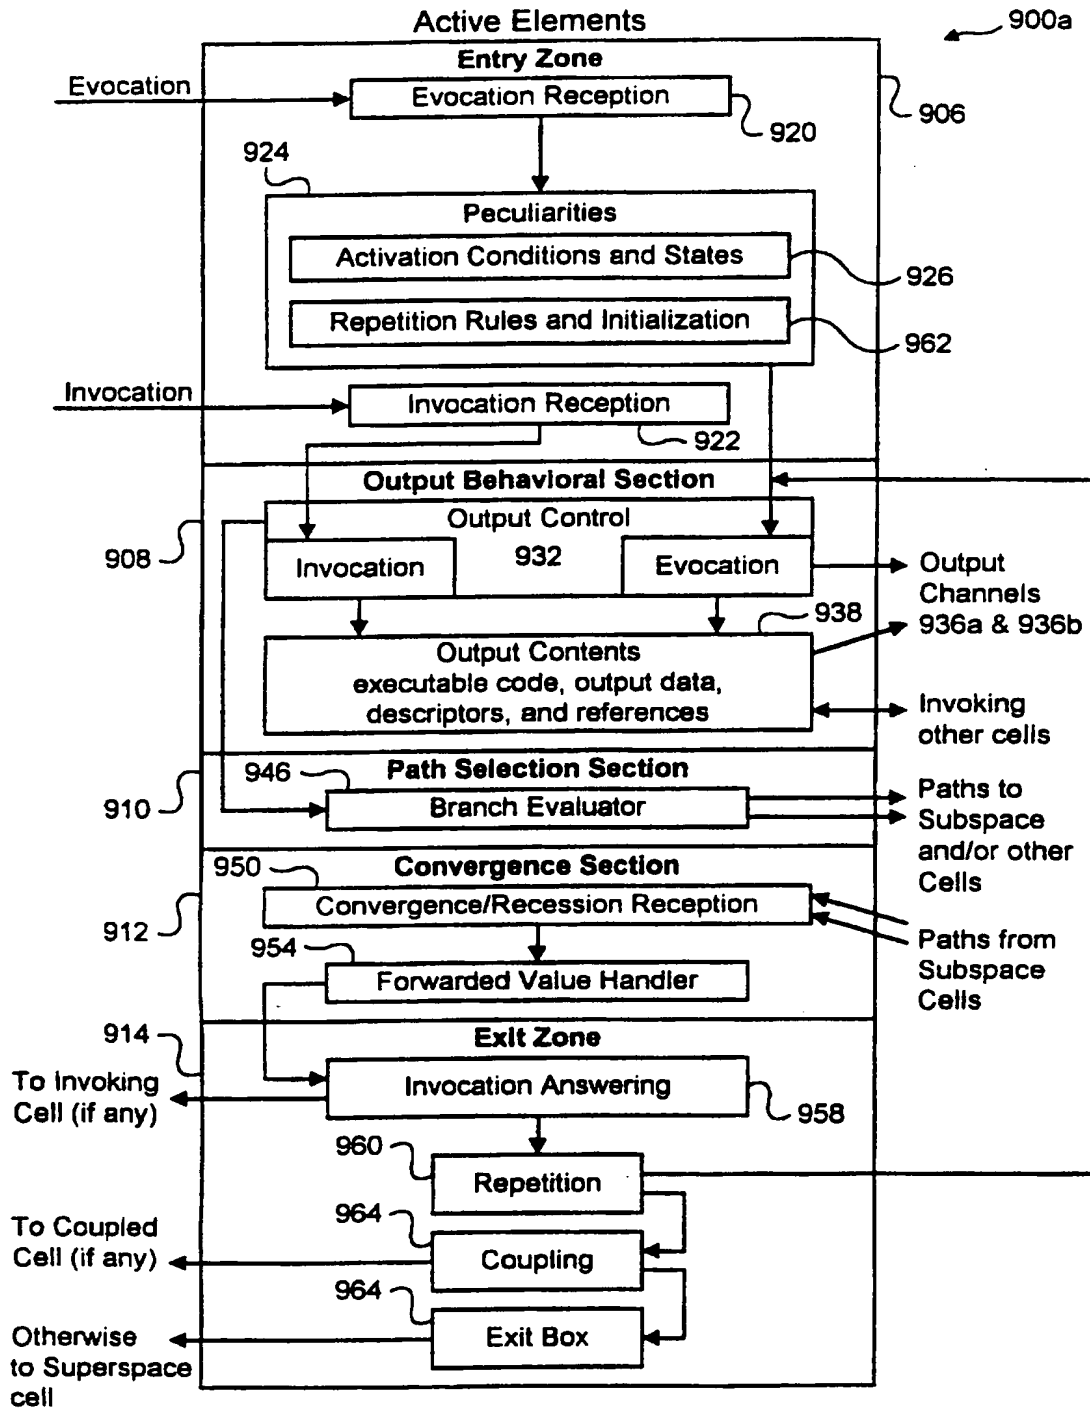 Active Elements
900a
Entry Zone
Evocation
Evocation Reception
920
906
924
Peculiarities
Activation Conditions and States
926
Repetition Rules and Initialization
962
Invocation
Invocation Reception
922
Output Behavioral Section
Output Control
908
932
Invocation
Evocation
Output
Channels
936a & 936b
938
Output Contents
executable code, output data,
descriptors, and references
Invoking
other cells
946
Path Selection Section
910
Branch Evaluator
Paths to
Subspace
and/or other
Cells
950
Convergence Section
Convergence/Recession Reception
912
954
Forwarded Value Handler
Paths from
Subspace
Cells
914
Exit Zone
To Invoking
Cell (if any)
Invocation Answering
958
960
Repetition
To Coupled
Cell (if any)
964
Coupling
964
Exit Box
Otherwise
to Superspace
cell